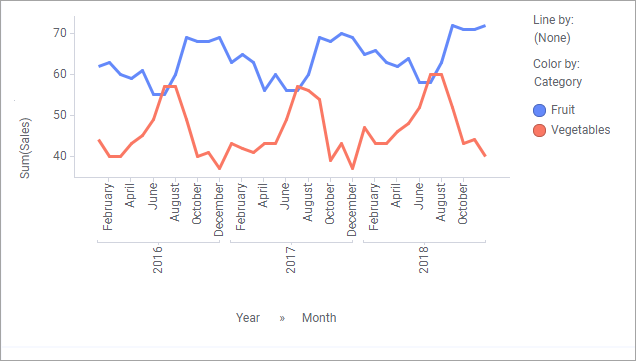 Line by:
(None)
Color by:
Category
Fruit
Vegetables
Sum(Sales)
70
60
50
40
February April June August October December February April June August October December February April June August October
2016 2017 2018
Year » Month